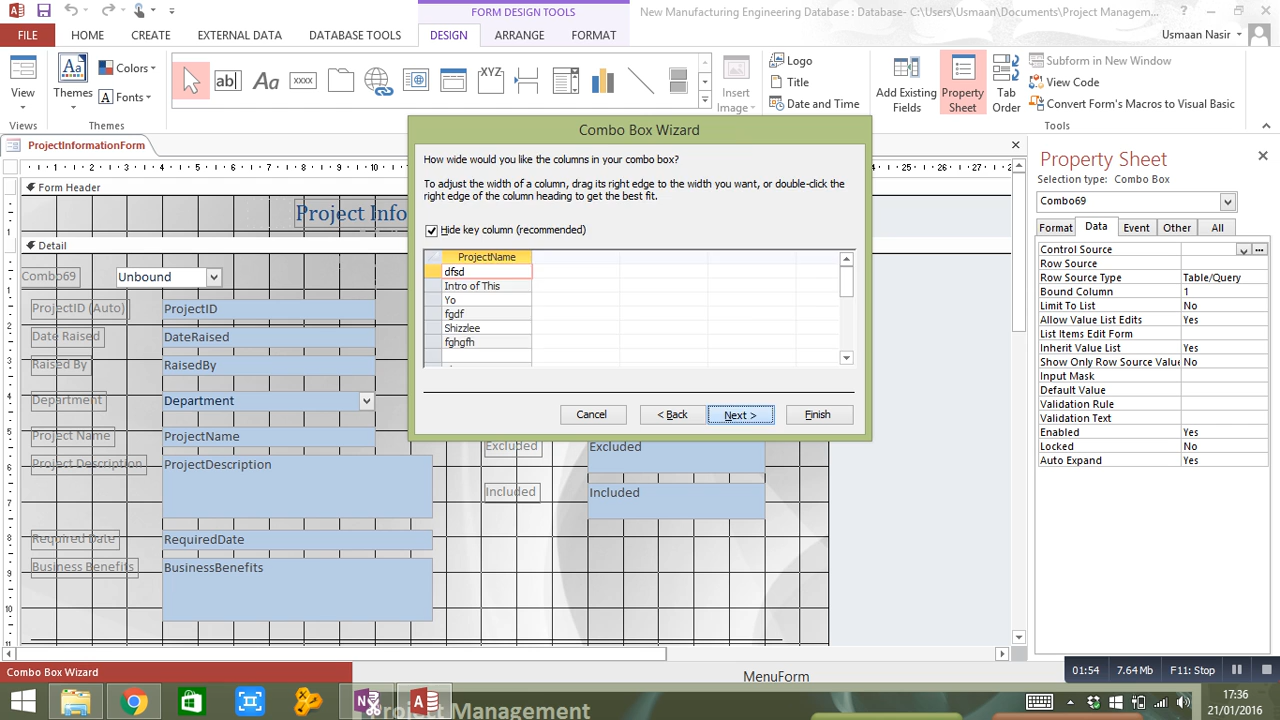 FORM DESIGN TOOLS
New Manufacturing Engineering Database : Database- C:\Users\Usmaan\Documents\Project Managem...
FILE HOME CREATE EXTERNAL DATA DATABASE TOOLS DESIGN ARRANGE FORMAT Usmaan Nasir
View
Themes
Colors
Fonts
ab|
Aa
xxxx
XYZ
Insert
Image
Logo
Title
Date and Time
Add Existing
Fields
Property
Sheet
Tab
Order
Subform in New Window
View Code
Convert Form's Macros to Visual Basic
Views Themes Tools
ProjectInformationForm
Form Header
Project Info
Detail
Combo69 Unbound
ProjectID (Auto) ProjectID
Date Raised DateRaised
Raised By RaisedBy
Department Department
Project Name ProjectName
Project Description ProjectDescription
Required Date RequiredDate
Business Benefits BusinessBenefits
Excluded Excluded
Included Included
Combo Box Wizard
How wide would you like the columns in your combo box?
To adjust the width of a column, drag its right edge to the width you want, or double-click the
right edge of the column heading to get the best fit.
Hide key column (recommended)
ProjectName
dfsd
Intro of This
Yo
fgdf
Shizzlee
fghgfh
Cancel < Back Next > Finish
Property Sheet
Selection type: Combo Box
Combo69
Format Data Event Other All
Control Source
Row Source
Row Source Type Table/Query
Bound Column 1
Limit To List No
Allow Value List Edits Yes
List Items Edit Form
Inherit Value List Yes
Show Only Row Source Value No
Input Mask
Default Value
Validation Rule
Validation Text
Enabled Yes
Locked No
Auto Expand Yes
Combo Box Wizard
MenuForm
01:54 7.64 Mb F11: Stop
Project Management
17:36
21/01/2016